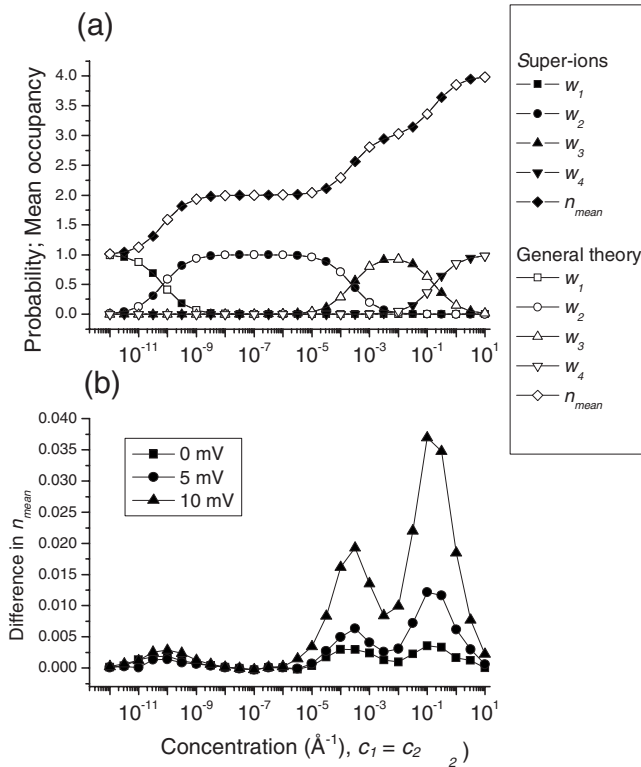 (a)
4.0
3.5
3.0
2.5
2.0
1.5
1.0
0.5
0.0
Probability; Mean occupancy
10⁻¹¹ 10⁻⁹ 10⁻⁷ 10⁻⁵ 10⁻³ 10⁻¹ 10¹
Super-ions
w₁
w₂
w₃
w₄
n_mean
General theory
w₁
w₂
w₃
w₄
n_mean
(b)
0.040
0.035
0.030
0.025
0.020
0.015
0.010
0.005
0.000
Difference in n_mean
0 mV
5 mV
10 mV
10⁻¹¹ 10⁻⁹ 10⁻⁷ 10⁻⁵ 10⁻³ 10⁻¹ 10¹
Concentration (Å⁻¹), c₁ = c₂ ₂)